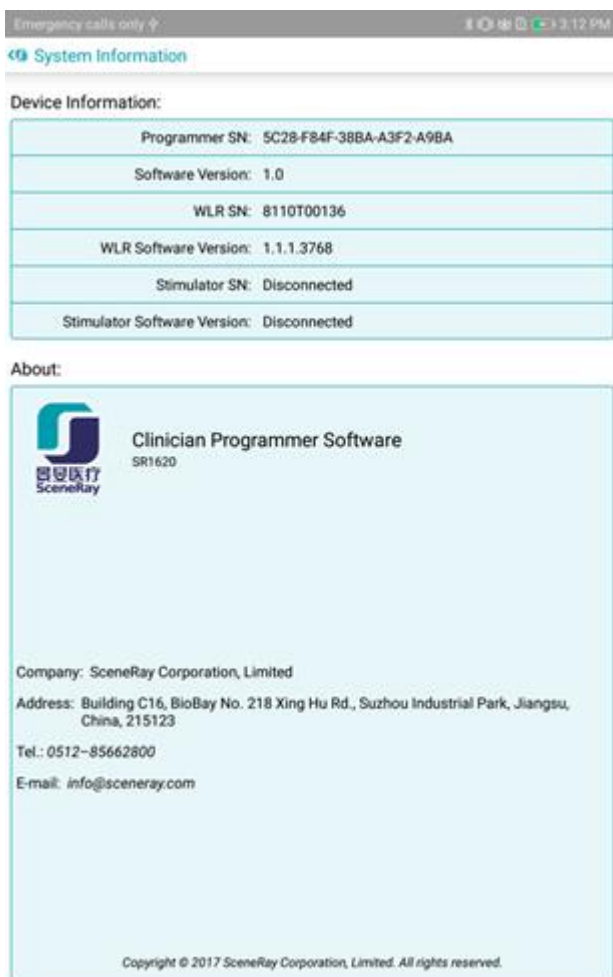 Emergency calls only
3:12 PM
System Information
Device Information:
Programmer SN: 5C28-F84F-38BA-A3F2-A9BA
Software Version: 1.0
WLR SN: 8110T00136
WLR Software Version: 1.1.1.3768
Stimulator SN: Disconnected
Stimulator Software Version: Disconnected
About:
Clinician Programmer Software
SR1620
景昱医疗
SceneRay
Company: SceneRay Corporation, Limited
Address: Building C16, BioBay No. 218 Xing Hu Rd., Suzhou Industrial Park, Jiangsu,
China, 215123
Tel.: 0512–85662800
E-mail: info@sceneray.com
Copyright © 2017 SceneRay Corporation, Limited. All rights reserved.